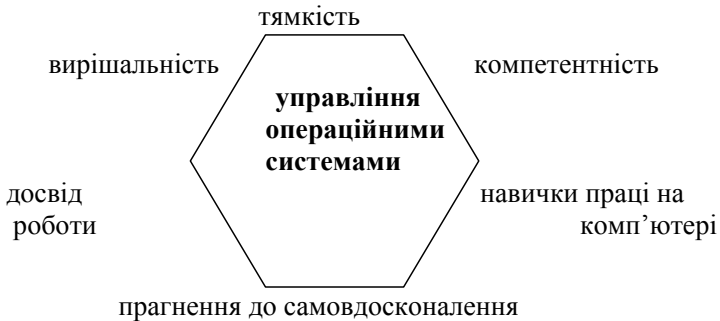 тямкість
вирішальність
компетентність
управління
операційними
системами
досвід
роботи
навички праці на
комп’ютері
прагнення до самовдосконалення